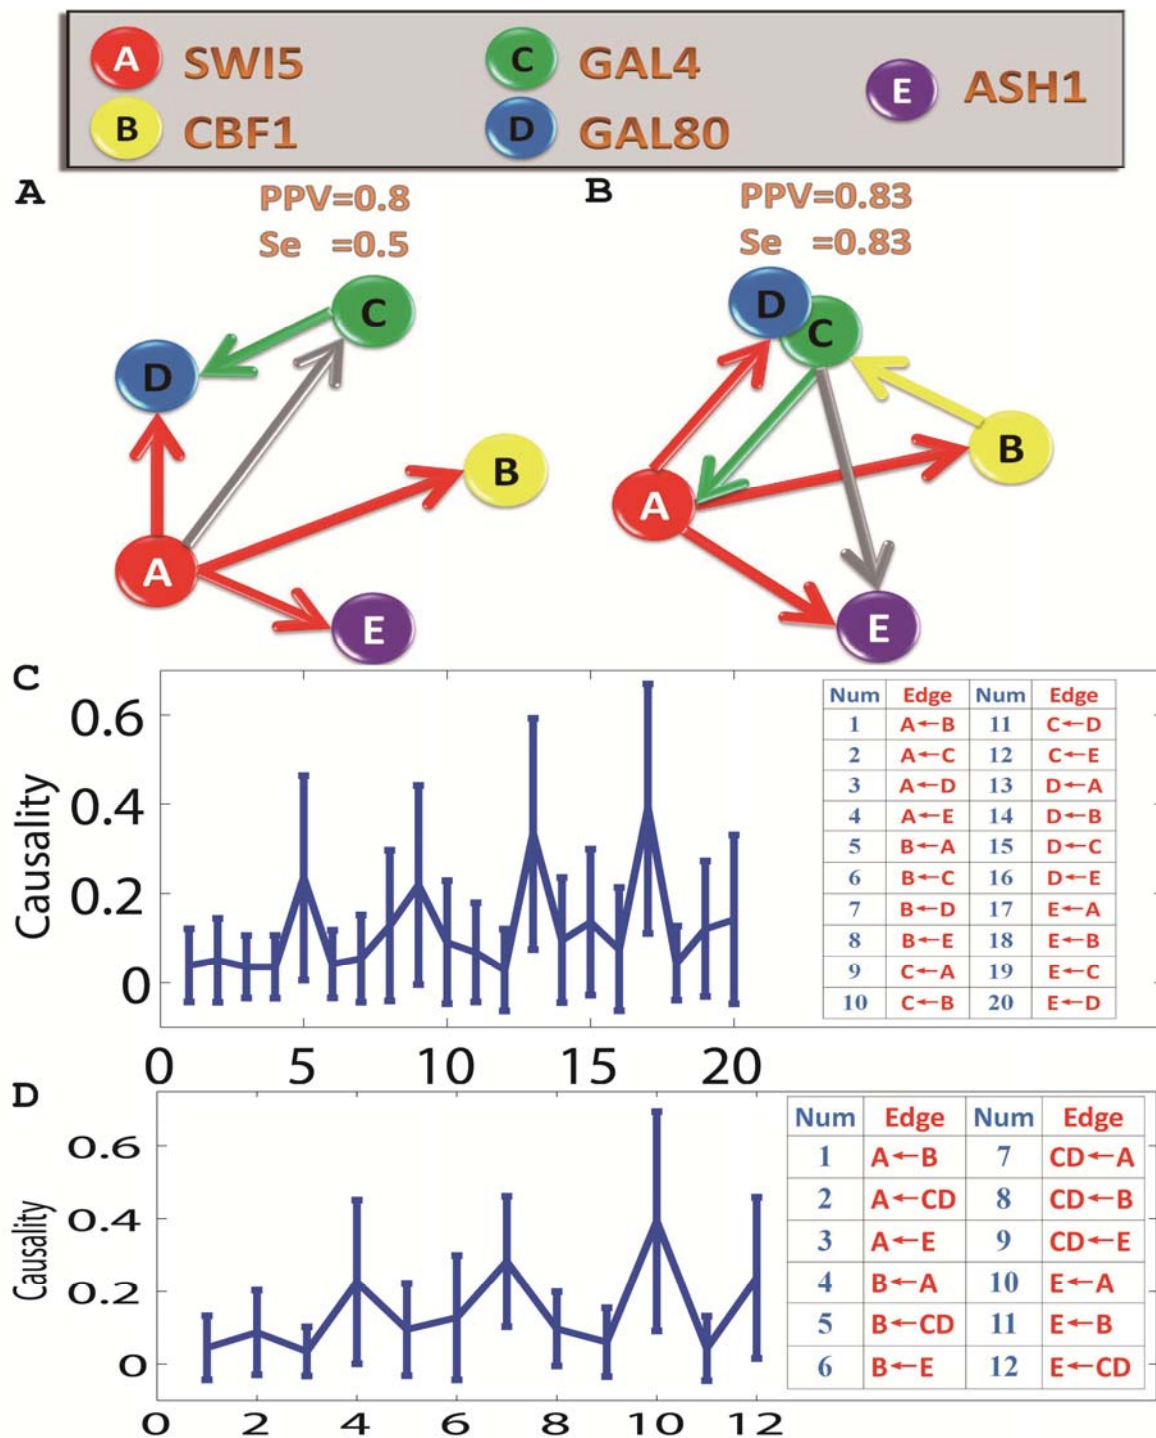 A SWI5 C GAL4 E ASH1
B CBF1 D GAL80
A PPV=0.8 B PPV=0.83
Se =0.5 Se =0.83
C
D
B
A
E
D
C
B
A
E
C
Causality
0.6
0.4
0.2
0
0 5 10 15 20
Num Edge Num Edge
1 A←B 11 C←D
2 A←C 12 C←E
3 A←D 13 D←A
4 A←E 14 D←B
5 B←A 15 D←C
6 B←C 16 D←E
7 B←D 17 E←A
8 B←E 18 E←B
9 C←A 19 E←C
10 C←B 20 E←D
D
Causality
0.6
0.4
0.2
0
0 2 4 6 8 10 12
Num Edge Num Edge
1 A←B 7 CD←A
2 A←CD 8 CD←B
3 A←E 9 CD←E
4 B←A 10 E←A
5 B←CD 11 E←B
6 B←E 12 E←CD